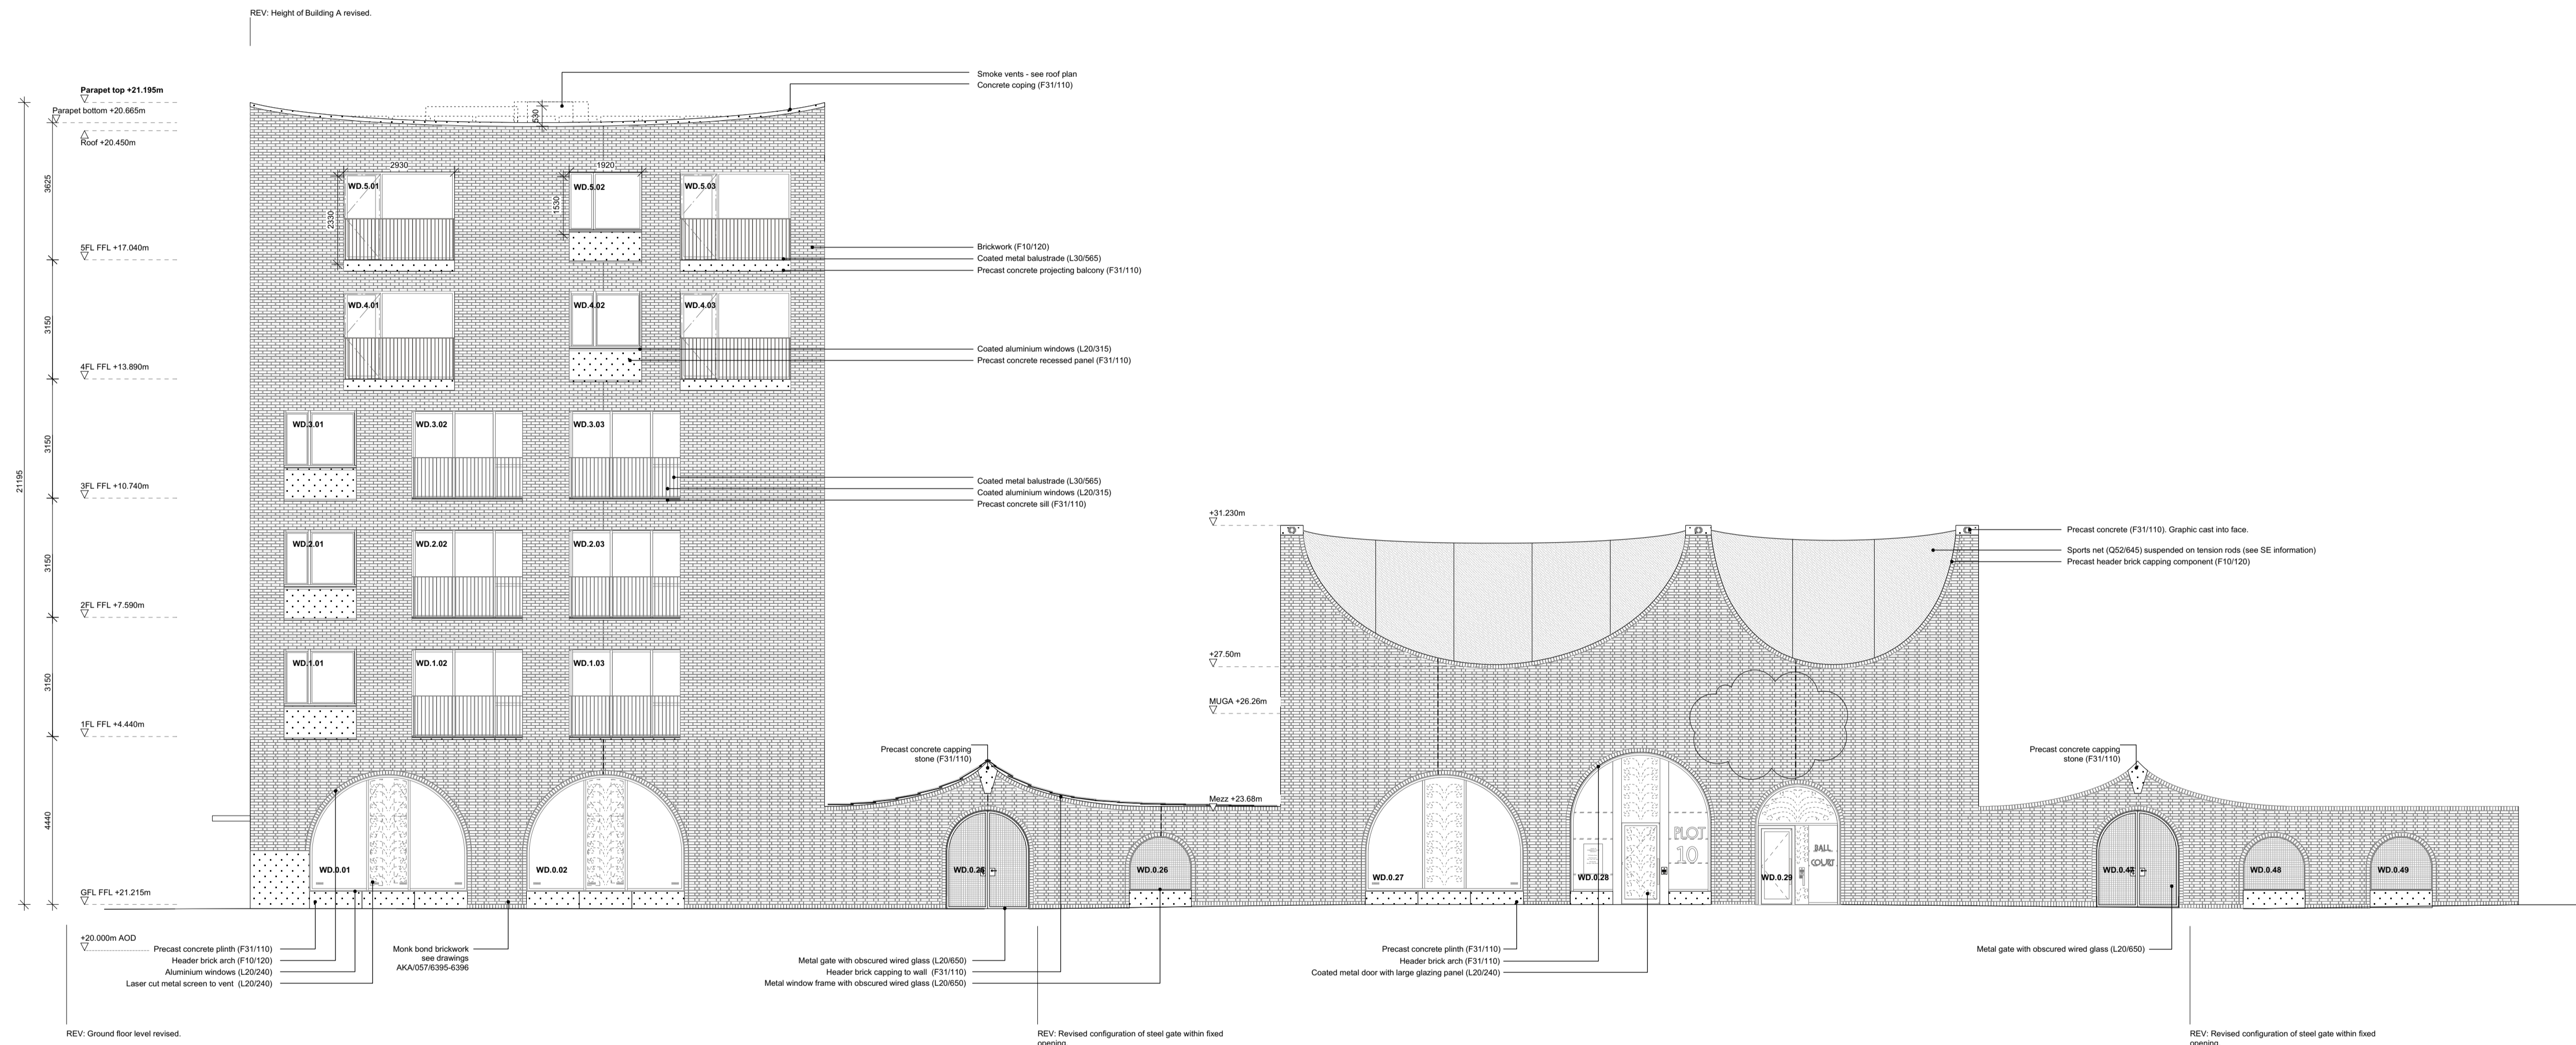 REV: Height of Building A revised.
Smoke vents - see roof plan
Concrete coping (F31/110)
Parapet top +21.195m
Parapet bottom +20.665m
Roof +20.450m
530
2930
1920
3625
WD.5.01
WD.5.02
WD.5.03
2330
1530
5FL FFL +17.040m
Brickwork (F10/120)
Coated metal balustrade (L30/565)
Precast concrete projecting balcony (F31/110)
WD.4.01
WD.4.02
WD.4.03
3150
Coated aluminium windows (L20/315)
Precast concrete recessed panel (F31/110)
4FL FFL +13.890m
WD.3.01
WD.3.02
WD.3.03
3150
21195
3FL FFL +10.740m
Coated metal balustrade (L30/565)
Coated aluminium windows (L20/315)
Precast concrete sill (F31/110)
+31.230m
Precast concrete (F31/110). Graphic cast into face.
Sports net (Q52/645) suspended on tension rods (see SE information)
Precast header brick capping component (F10/120)
WD.2.01
WD.2.02
WD.2.03
3150
2FL FFL +7.590m
+27.50m
WD.1.01
WD.1.02
WD.1.03
3150
MUGA +26.26m
1FL FFL +4.440m
Precast concrete capping
stone (F31/110)
Precast concrete capping
stone (F31/110)
Mezz +23.68m
4440
PLOT
10
BALL
COURT
WD.0.01
WD.0.02
WD.0.26
WD.0.27
WD.0.28
WD.0.29
WD.0.48
WD.0.49
GFL FFL +21.215m
+20.000m AOD
Precast concrete plinth (F31/110)
Header brick arch (F10/120)
Aluminium windows (L20/240)
Laser cut metal screen to vent (L20/240)
Monk bond brickwork
see drawings
AKA/057/6395-6396
Metal gate with obscured wired glass (L20/650)
Header brick capping to wall (F31/110)
Metal window frame with obscured wired glass (L20/650)
Precast concrete plinth (F31/110)
Header brick arch (F31/110)
Coated metal door with large glazing panel (L20/240)
Metal gate with obscured wired glass (L20/650)
REV: Ground floor level revised.
REV: Revised configuration of steel gate within fixed
opening
REV: Revised configuration of steel gate within fixed
opening